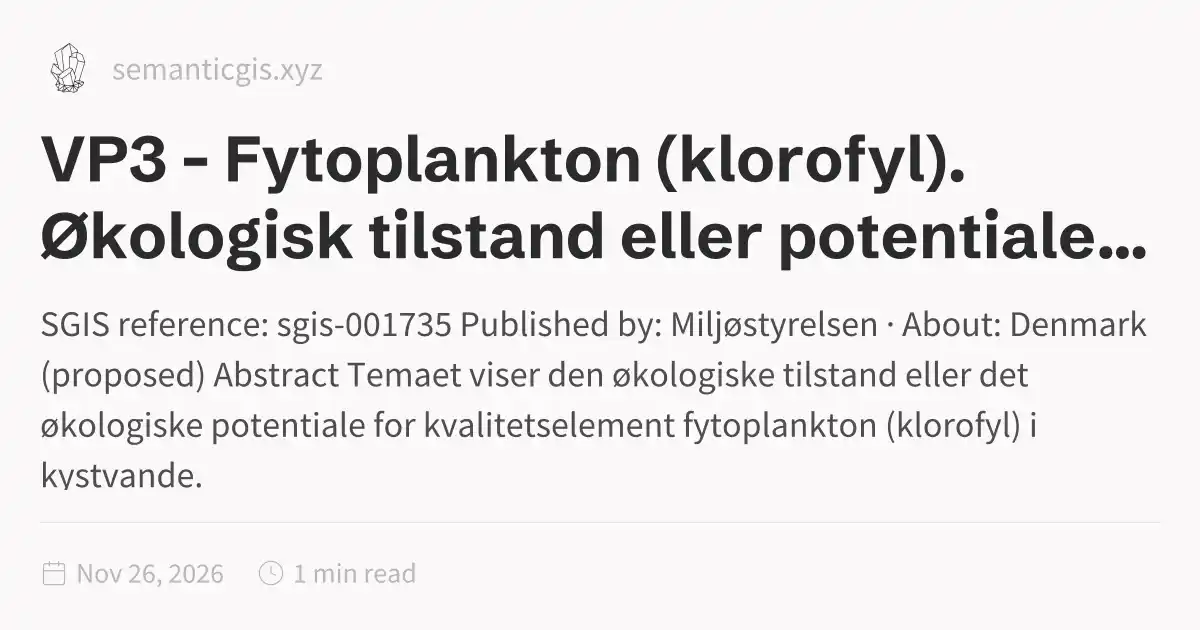 semanticgis.xyz
VP3 - Fytoplankton (klorofyl).
Økologisk tilstand eller potentiale...
SGIS reference: sgis-001735 Published by: Miljøstyrelsen · About: Denmark
(proposed) Abstract Temaet viser den økologiske tilstand eller det
økologiske potentiale for kvalitetselement fytoplankton (klorofyl) i
kystvande.
Nov 26, 2026
1 min read